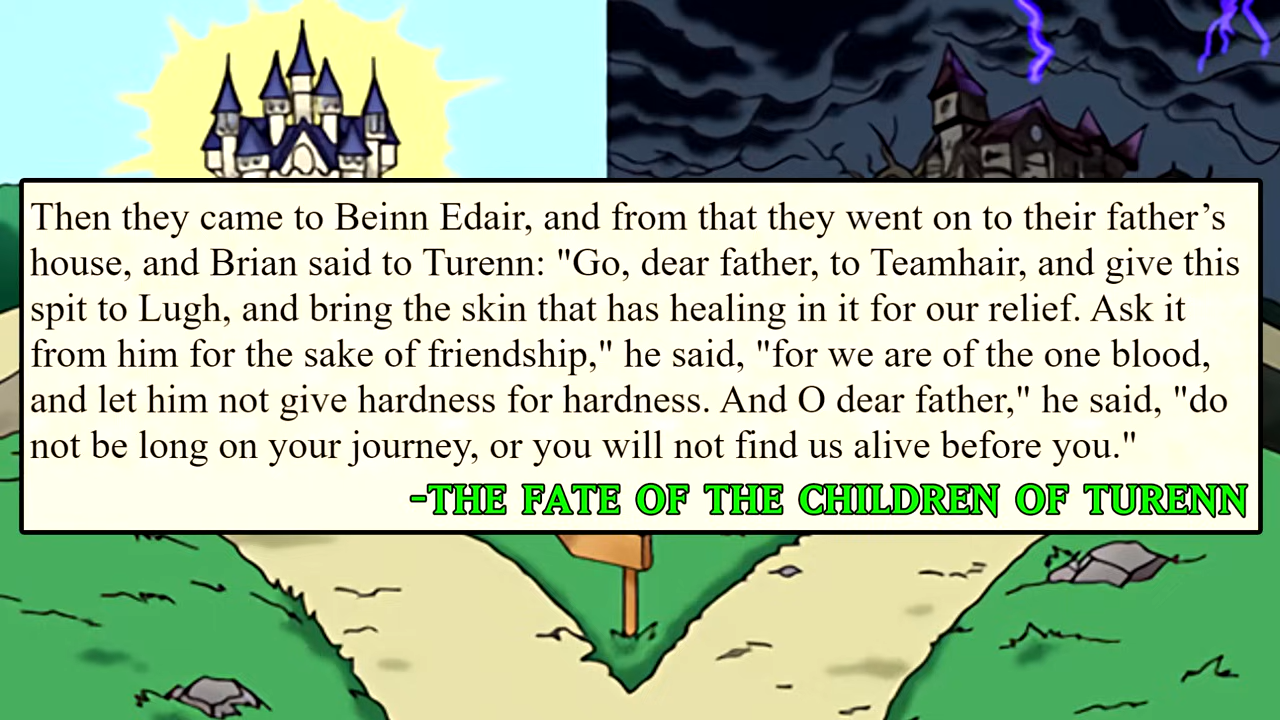 Then they came to Beinn Edair, and from that they went on to their father’s
house, and Brian said to Turenn: "Go, dear father, to Teamhair, and give this
spit to Lugh, and bring the skin that has healing in it for our relief. Ask it
from him for the sake of friendship," he said, "for we are of the one blood,
and let him not give hardness for hardness. And O dear father," he said, "do
not be long on your journey, or you will not find us alive before you."
-THE FATE OF THE CHILDREN OF TURENN